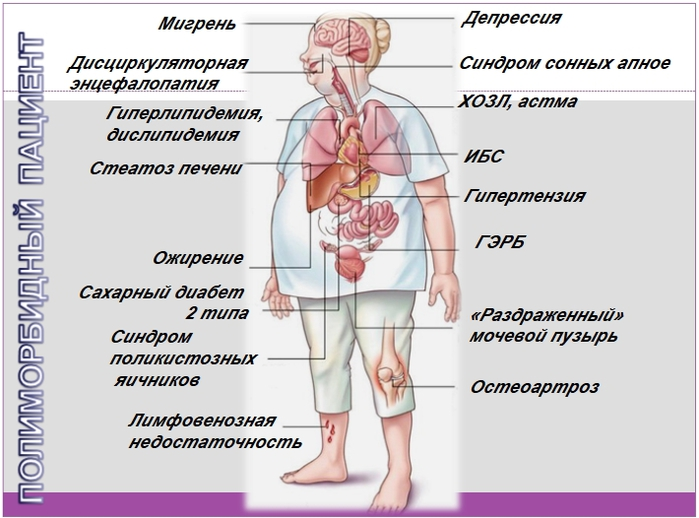 ПОЛИМОРБИДНЫЙ ПАЦИЕНТ
Мигрень
Дисциркуляторная
энцефалопатия
Гиперлипидемия,
дислипидемия
Стеатоз печени
Ожирение
Сахарный диабет
2 типа
Синдром
поликистозных
яичников
Лимфовенозная
недостаточность
Депрессия
Синдром сонных апное
ХОЗЛ, астма
ИБС
Гипертензия
ГЭРБ
«Раздраженный»
мочевой пузырь
Остеоартроз